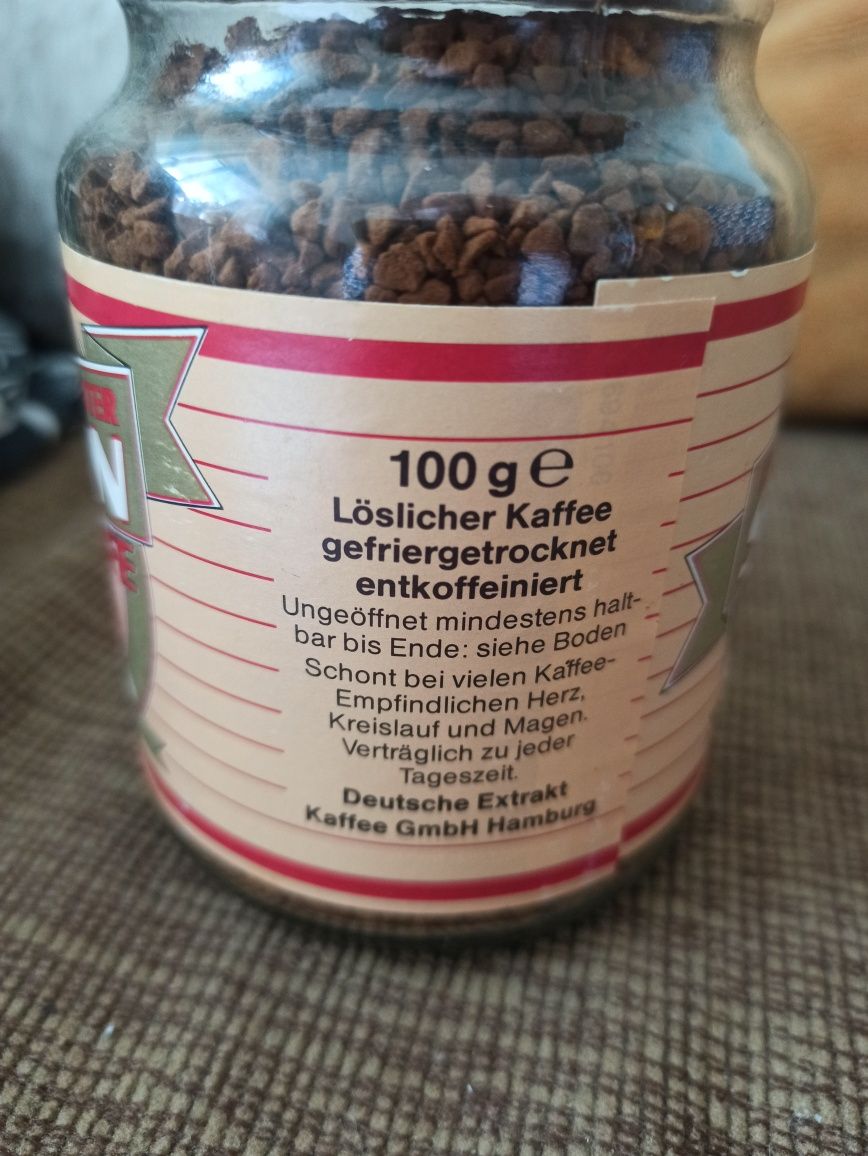 100 g ℮
Löslicher Kaffee
gefriergetrocknet
entkoffeiniert
Ungeöffnet mindestens halt-
bar bis Ende: siehe Boden
Schont bei vielen Kaffee-
Empfindlichen Herz,
Kreislauf und Magen.
Verträglich zu jeder
Tageszeit.
Deutsche Extrakt
Kaffee GmbH Hamburg